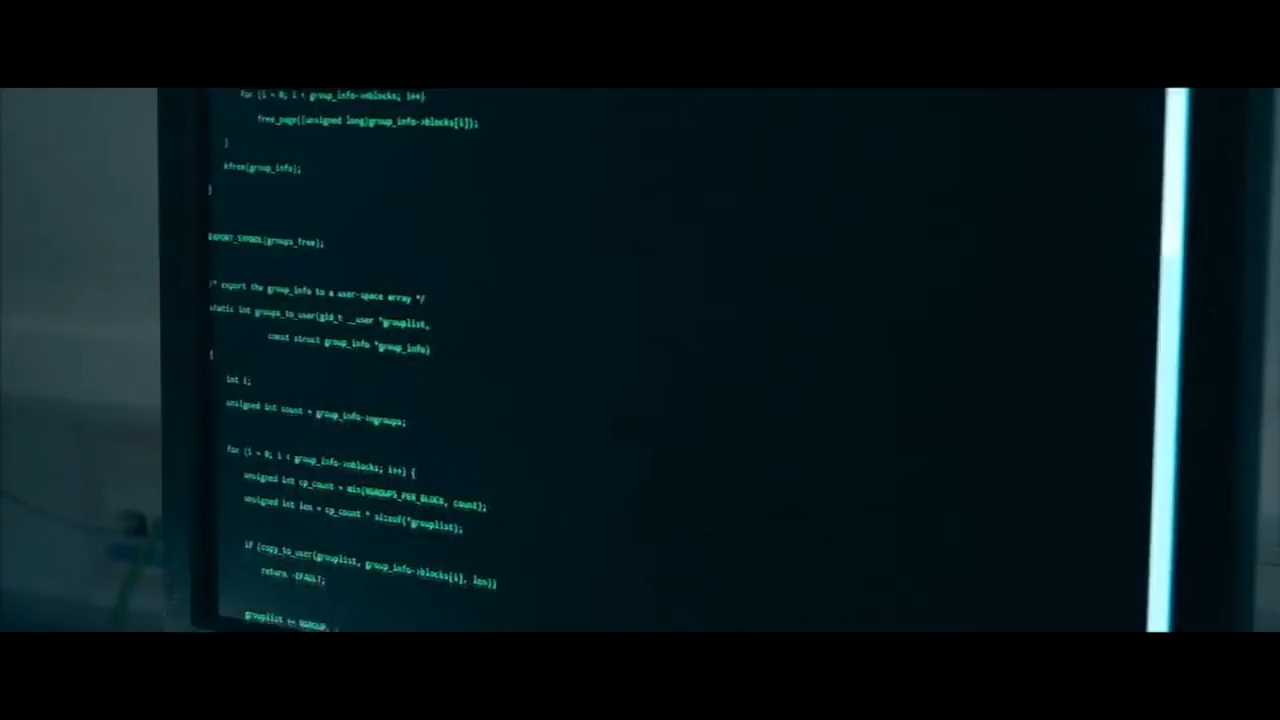 for (i = 0; i < group_info->nblocks; i++)
free_page((unsigned long)group_info->blocks[i]);
}
kfree(group_info);
}
EXPORT_SYMBOL(groups_free);
/* export the group_info to a user-space array */
static int groups_to_user(gid_t __user *grouplist,
const struct group_info *group_info)
{
int i;
unsigned int count = group_info->ngroups;
for (i = 0; i < group_info->nblocks; i++) {
unsigned int cp_count = min(NGROUPS_PER_BLOCK, count);
unsigned int len = cp_count * sizeof(*grouplist);
if (copy_to_user(grouplist, group_info->blocks[i], len))
return -EFAULT;
grouplist